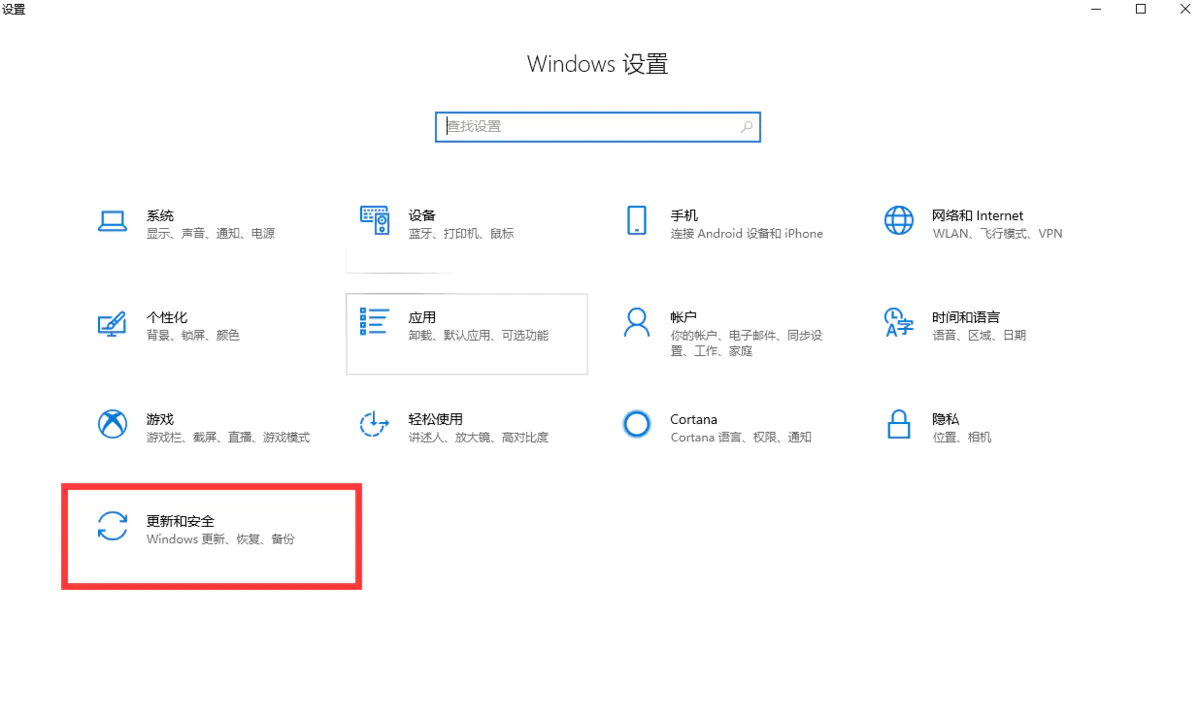 设置
Windows 设置
查找设置
系统
显示、声音、通知、电源
设备
蓝牙、打印机、鼠标
手机
连接 Android 设备和 iPhone
网络和 Internet
WLAN、飞行模式、VPN
个性化
背景、锁屏、颜色
应用
卸载、默认应用、可选功能
帐户
你的帐户、电子邮件、同步设
置、工作、家庭
时间和语言
语音、区域、日期
游戏
游戏栏、截屏、直播、游戏模式
轻松使用
讲述人、放大镜、高对比度
Cortana
Cortana 语言、权限、通知
隐私
位置、相机
更新和安全
Windows 更新、恢复、备份